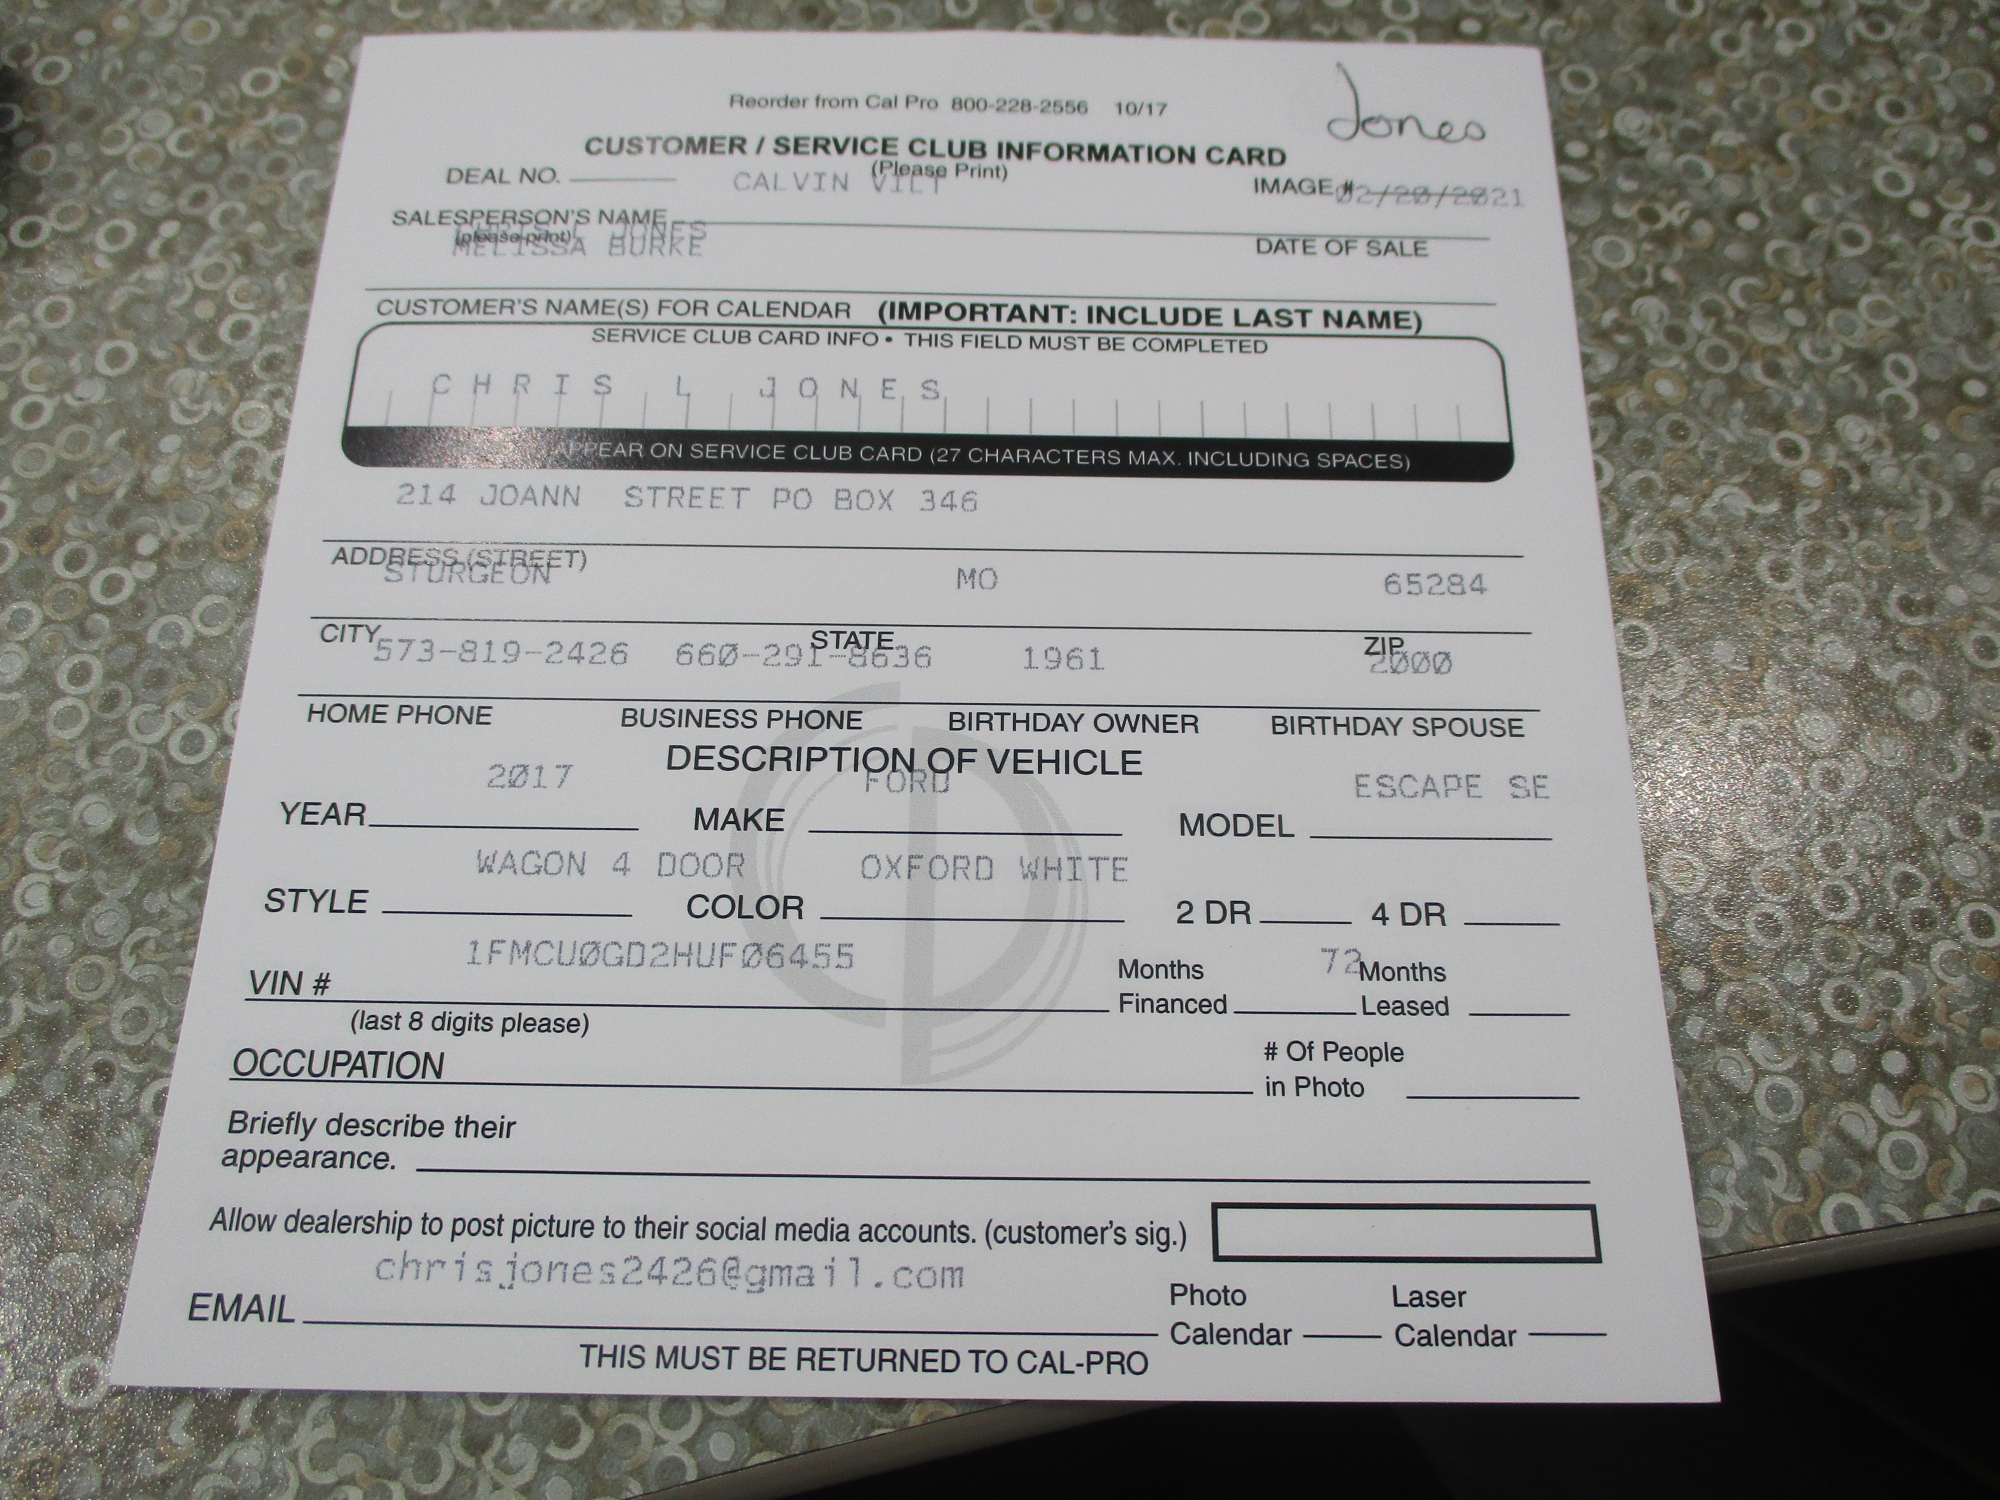 Jones
Reorder from Cal Pro 800-228-2556 10/17
CUSTOMER / SERVICE CLUB INFORMATION CARD
(Please Print)
DEAL NO. CALVIN VILT IMAGE # 02/20/2021
SALESPERSON'S NAME
(please print) JONES
MELISSA BURKE DATE OF SALE
CUSTOMER'S NAME(S) FOR CALENDAR (IMPORTANT: INCLUDE LAST NAME)
SERVICE CLUB CARD INFO • THIS FIELD MUST BE COMPLETED
CHRIS L JONES
APPEAR ON SERVICE CLUB CARD (27 CHARACTERS MAX. INCLUDING SPACES)
214 JOANN STREET PO BOX 346
ADDRESS (STREET)
STURGEON MO 65284
CITY STATE ZIP
573-819-2426 660-291-8636 1961 2000
HOME PHONE BUSINESS PHONE BIRTHDAY OWNER BIRTHDAY SPOUSE
DESCRIPTION OF VEHICLE
2017 FORD ESCAPE SE
YEAR MAKE MODEL
WAGON 4 DOOR OXFORD WHITE
STYLE COLOR 2 DR 4 DR
1FMCU0GD2HUF06455 72
VIN # Months Financed Months Leased
(last 8 digits please)
OCCUPATION # Of People in Photo
Briefly describe their
appearance.
Allow dealership to post picture to their social media accounts. (customer's sig.)
chrisjones2426@gmail.com
EMAIL Photo Calendar Laser Calendar
THIS MUST BE RETURNED TO CAL-PRO